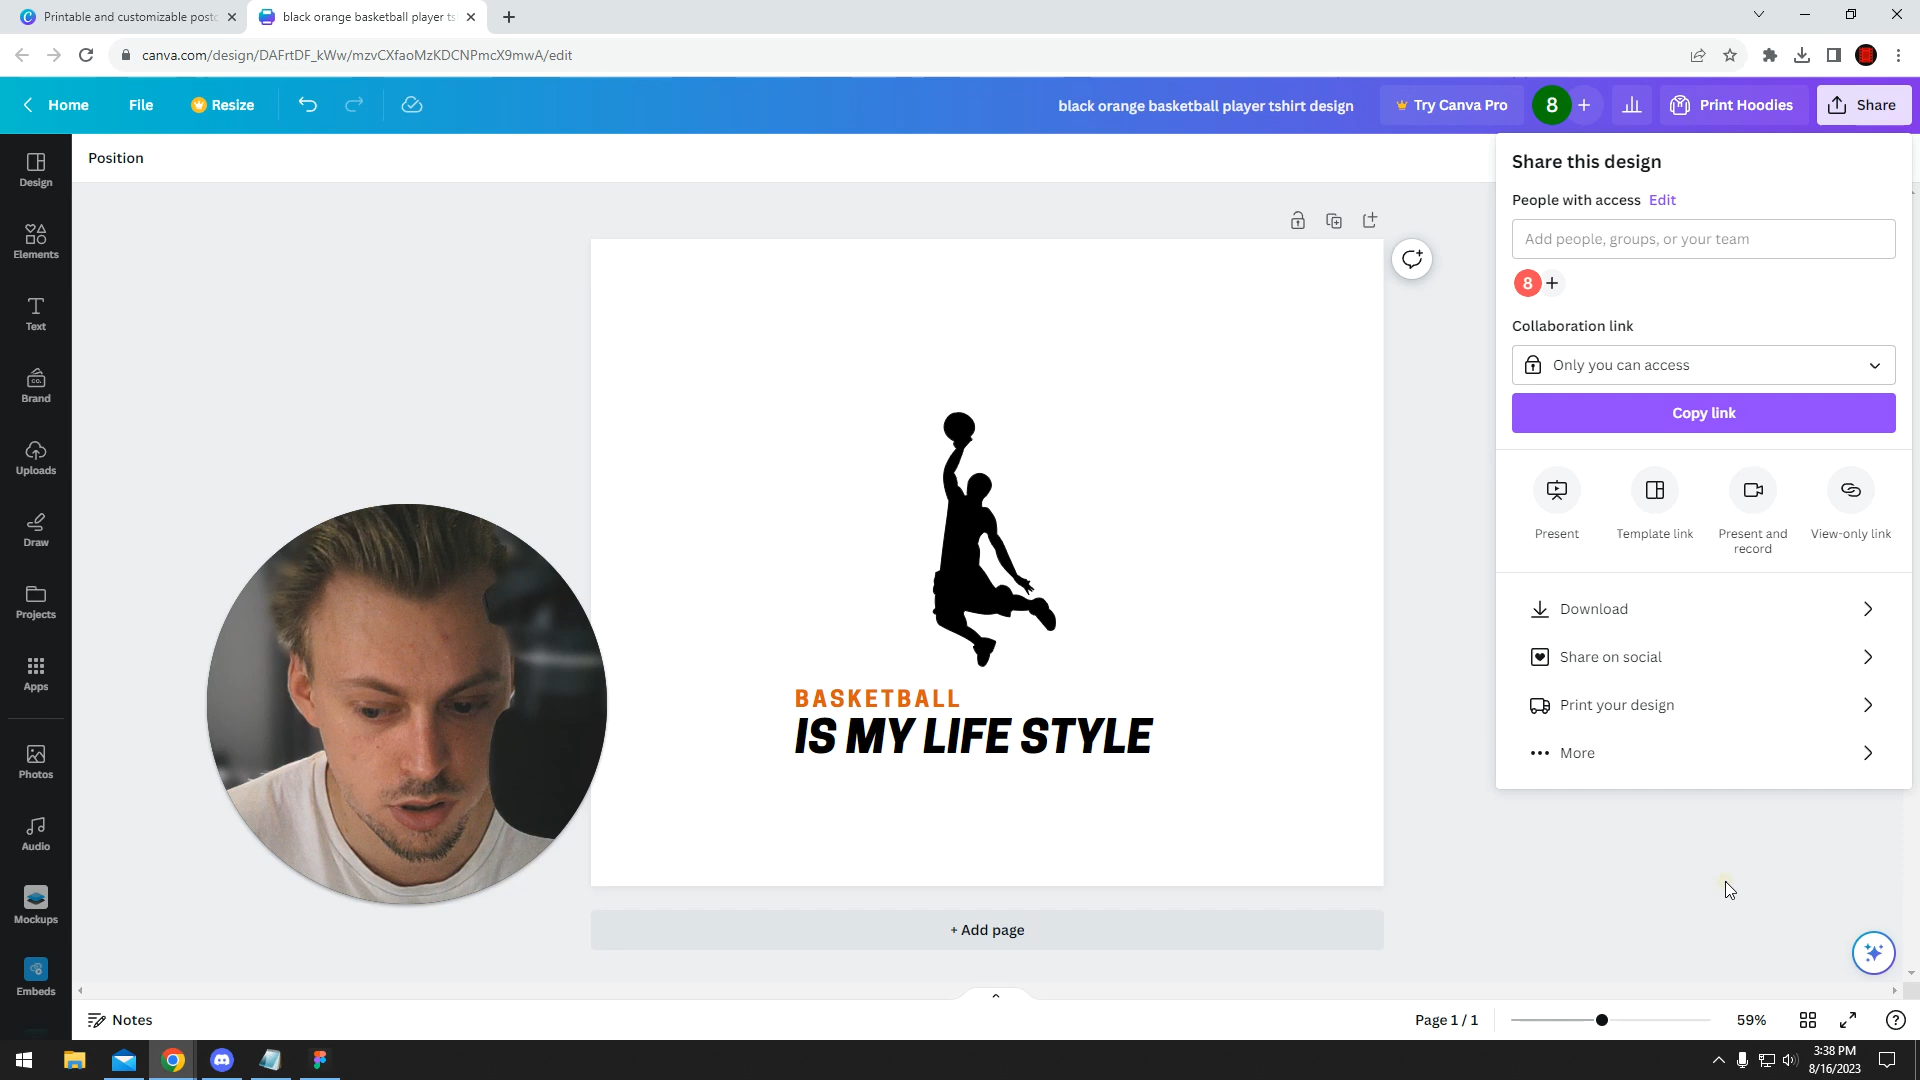 Printable and customizable postc
black orange basketball player ts
canva.com/design/DAFrtDF_kWw/mzvCXfaoMzKDCNPmcX9mwA/edit
Home
File
Resize
black orange basketball player tshirt design
Try Canva Pro
8
Print Hoodies
Share
Position
Design
Elements
Text
CO.
Brand
Uploads
Draw
Projects
Apps
Photos
Audio
Mockups
Embeds
BASKETBALL
IS MY LIFE STYLE
+ Add page
Share this design
People with access Edit
Add people, groups, or your team
8
Collaboration link
Only you can access
Copy link
Present
Template link
Present and
record
View-only link
Download
Share on social
Print your design
More
Notes
Page 1 / 1
59%
3:38 PM
8/16/2023